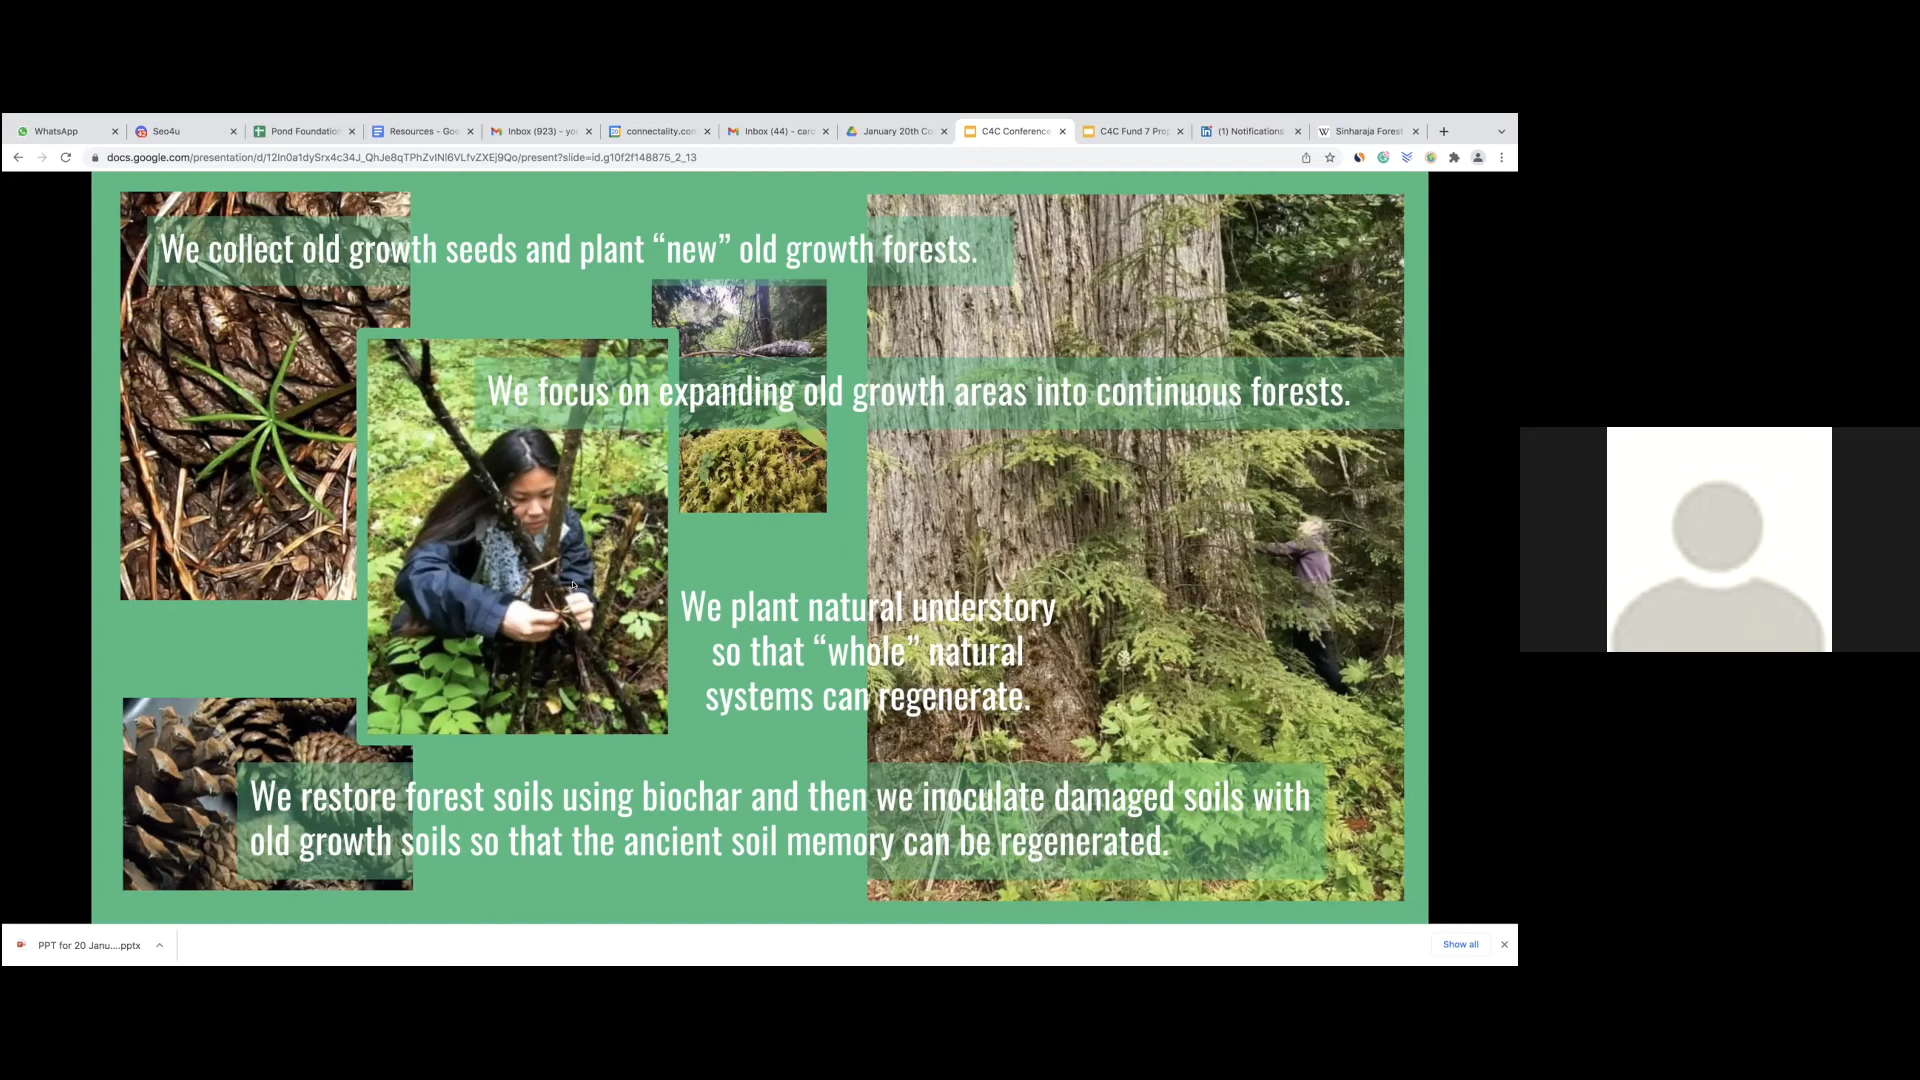 WhatsApp
Seo4u
Pond Foundation
Resources - Goo
Inbox (923) - yo
connectality.com
Inbox (44) - card
January 20th Co
C4C Conference
C4C Fund 7 Prop
(1) Notifications
W Sinharaja Forest
docs.google.com/presentation/d/12In0a1dySrx4c34J_QhJe8qTPhZvINl6VLfvZXEj9Qo/present?slide=id.g10f2f148875_2_13
We collect old growth seeds and plant “new” old growth forests.
We focus on expanding old growth areas into continuous forests.
We plant natural understory
so that “whole” natural
systems can regenerate.
We restore forest soils using biochar and then we inoculate damaged soils with
old growth soils so that the ancient soil memory can be regenerated.
PPT for 20 Janu....pptx
Show all